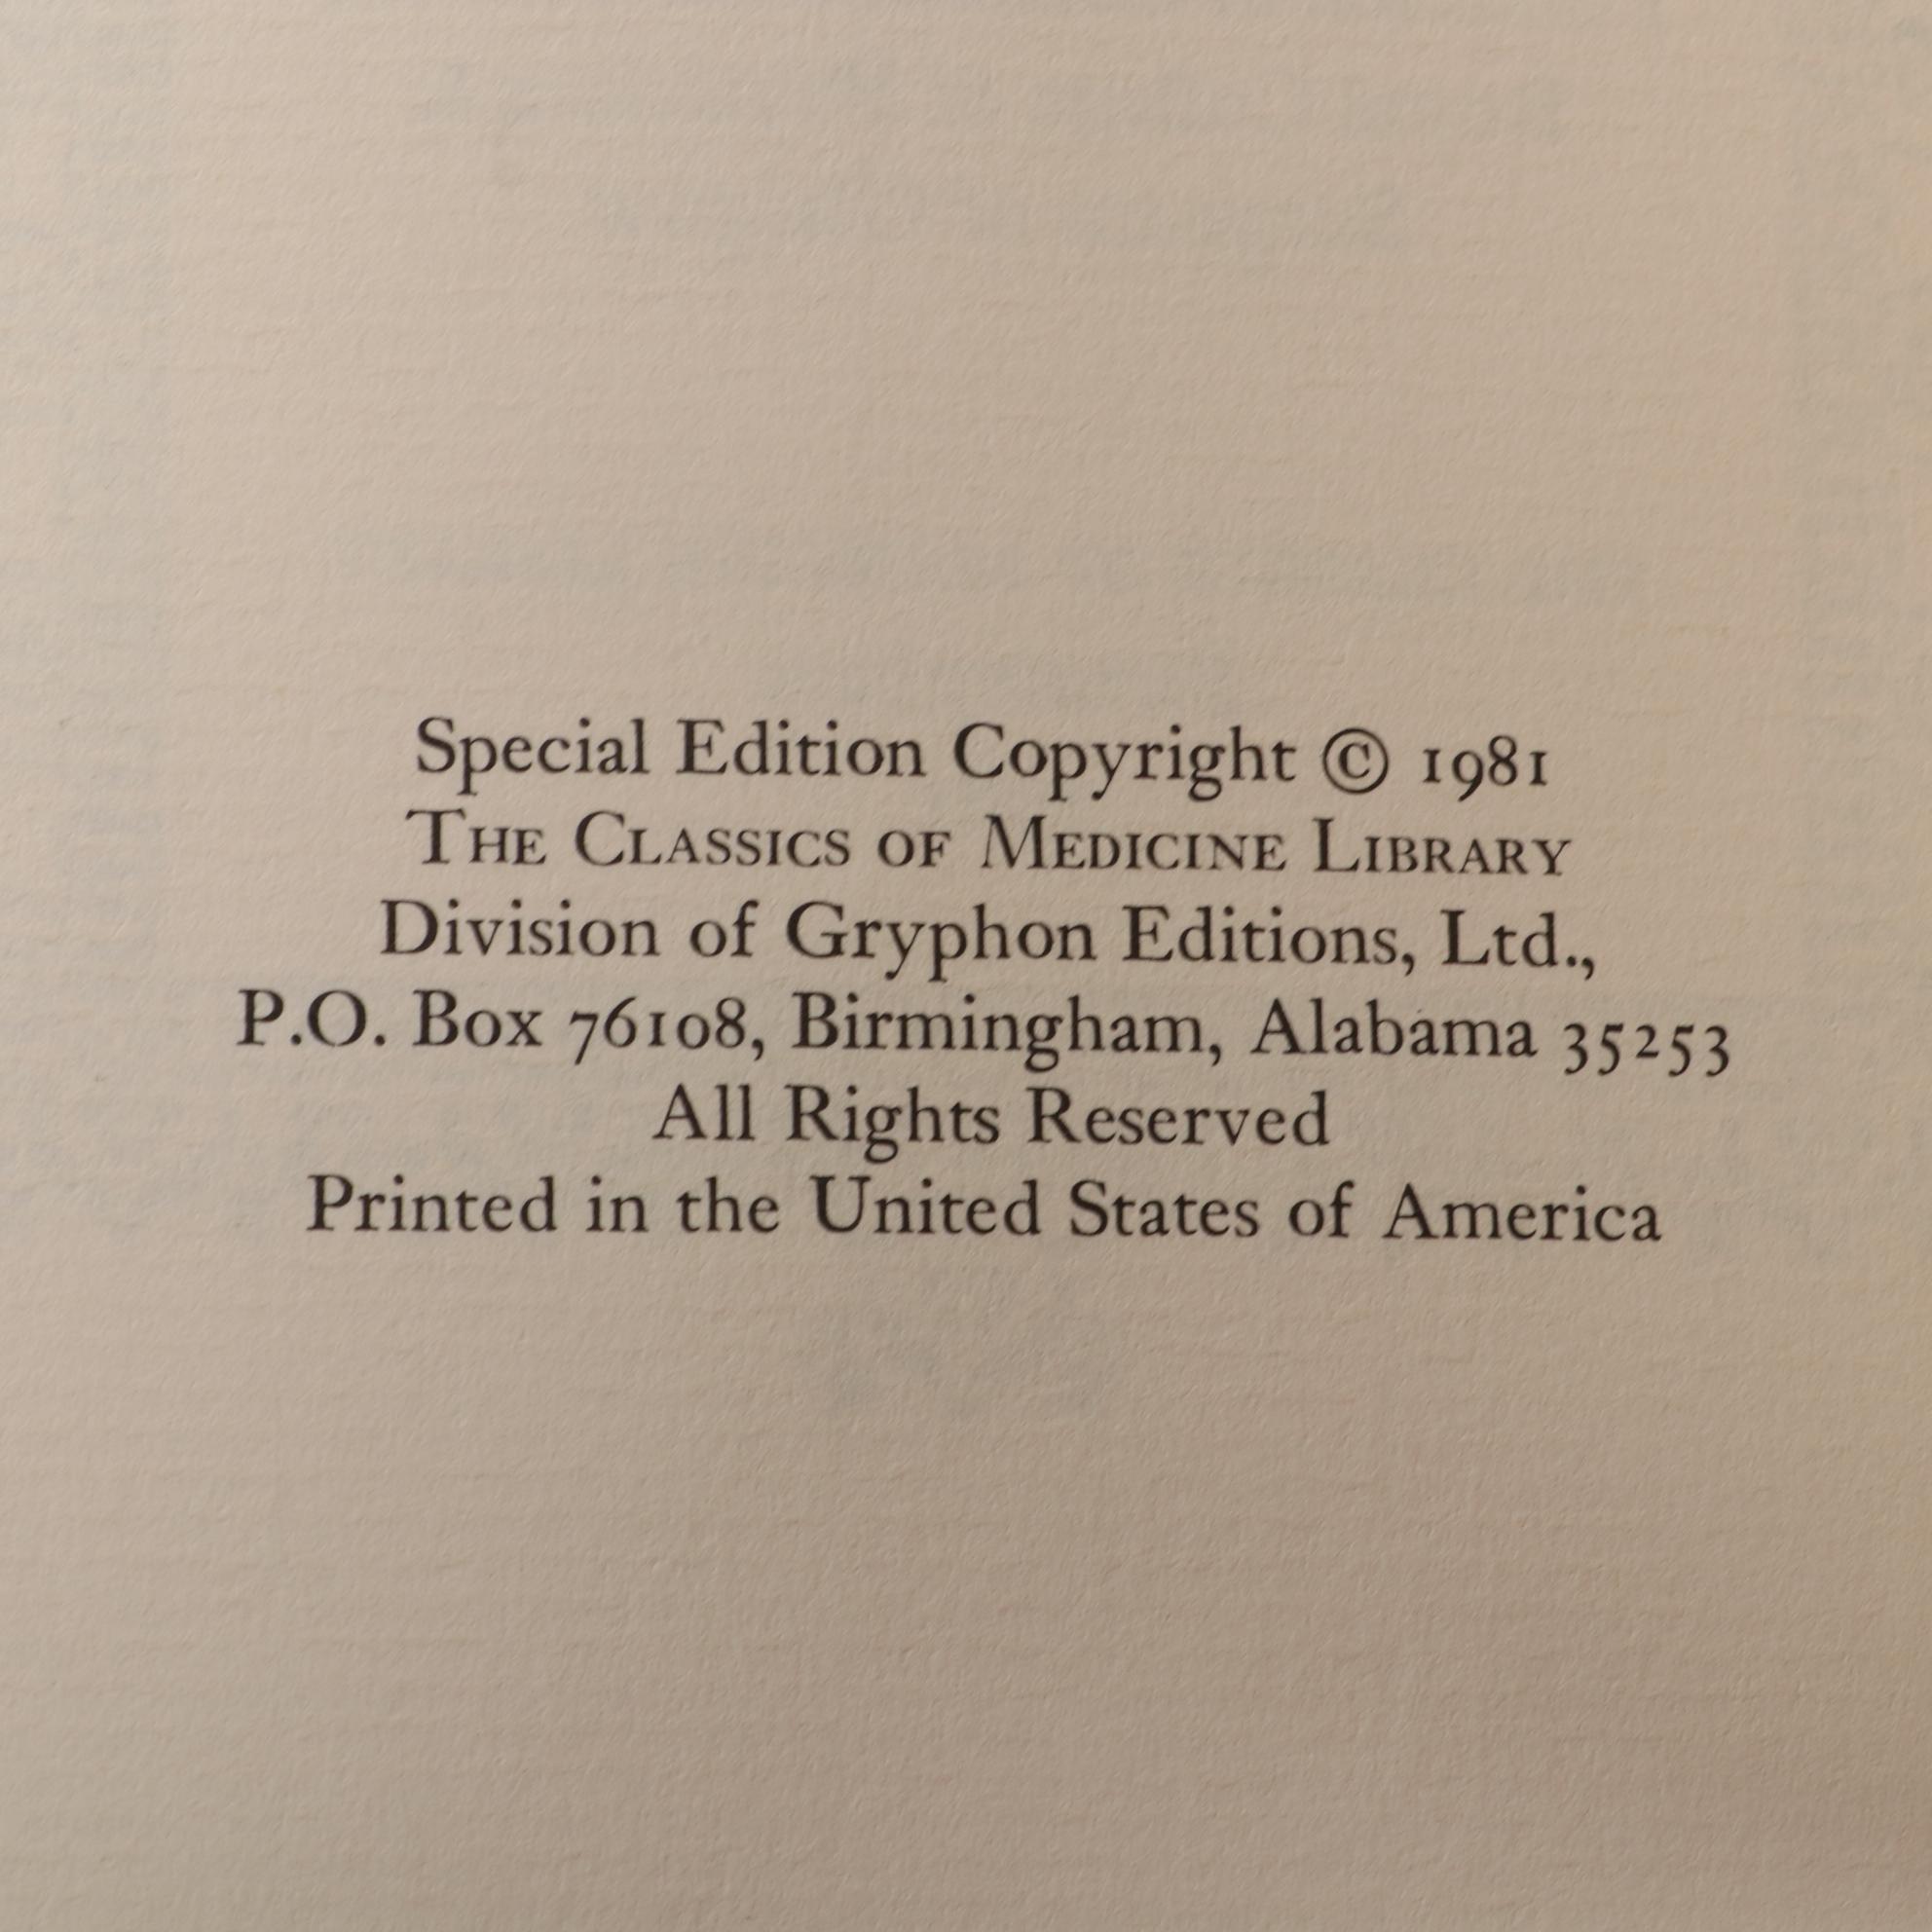 Special Edition Copyright © 1981
THE CLASSICS OF MEDICINE LIBRARY
Division of Gryphon Editions, Ltd.,
P.O. Box 76108, Birmingham, Alabama 35253
All Rights Reserved
Printed in the United States of America